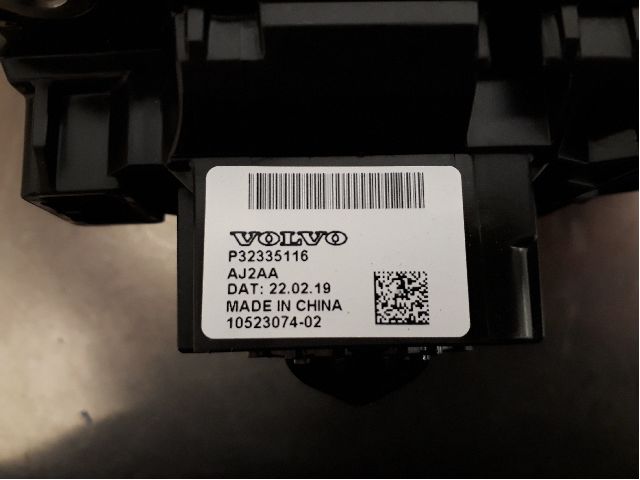 VOLVO
P32335116
AJ2AA
DAT: 22.02.19
MADE IN CHINA
10523074-02